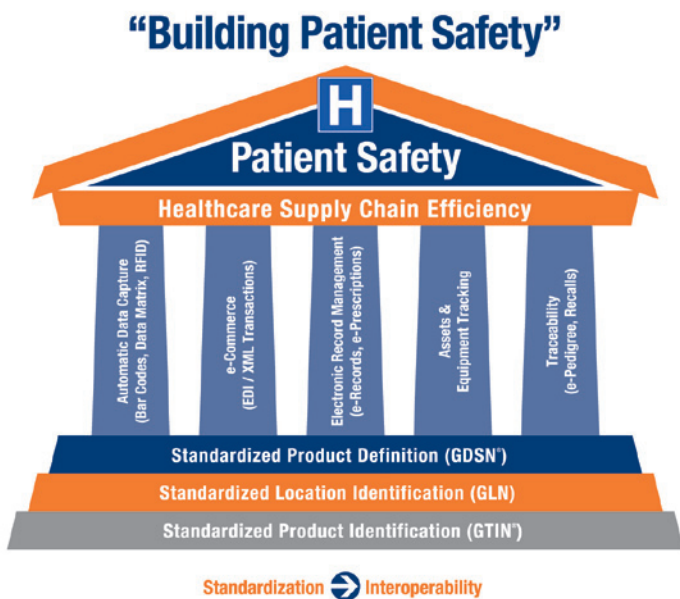 “Building Patient Safety”
H
Patient Safety
Healthcare Supply Chain Efficiency
Automatic Data Capture
(Bar Codes, Data Matrix, RFID)
e-Commerce
(EDI / XML Transactions)
Electronic Record Management
(e-Records, e-Prescriptions)
Assets &
Equipment Tracking
Traceability
(e-Pedigree, Recalls)
Standardized Product Definition (GDSN®)
Standardized Location Identification (GLN)
Standardized Product Identification (GTIN®)
Standardization Interoperability